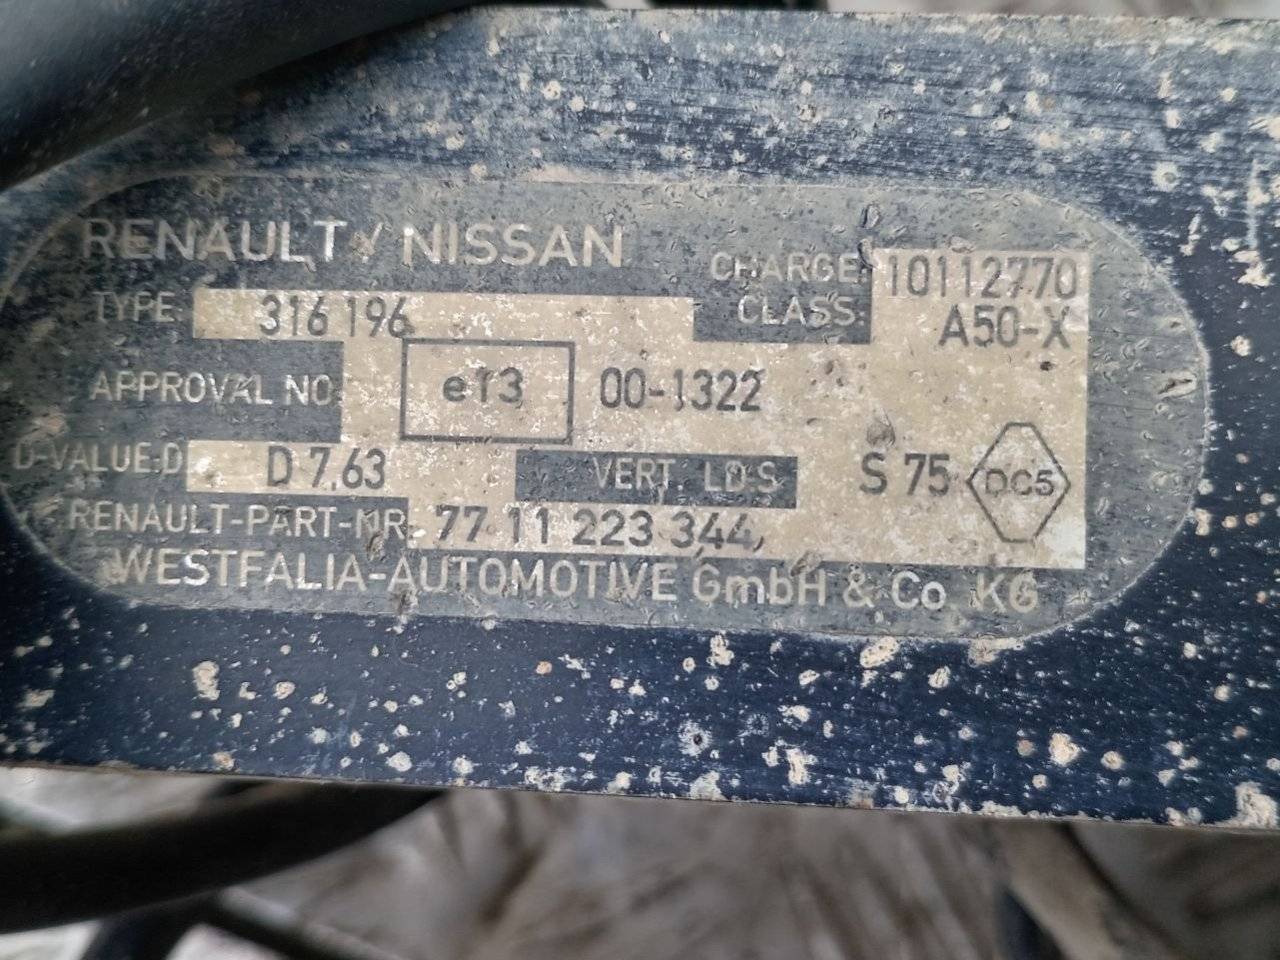 RENAULT / NISSAN
CHARGE: 10112770
TYPE: 316 196
CLASS: A50-X
APPROVAL NO. e13 00-1322
D-VALUE:D D 7,63 VERT. LD-S S 75 DC5
RENAULT-PART-NR. 77 11 223 344,
WESTFALIA-AUTOMOTIVE GmbH & Co. KG